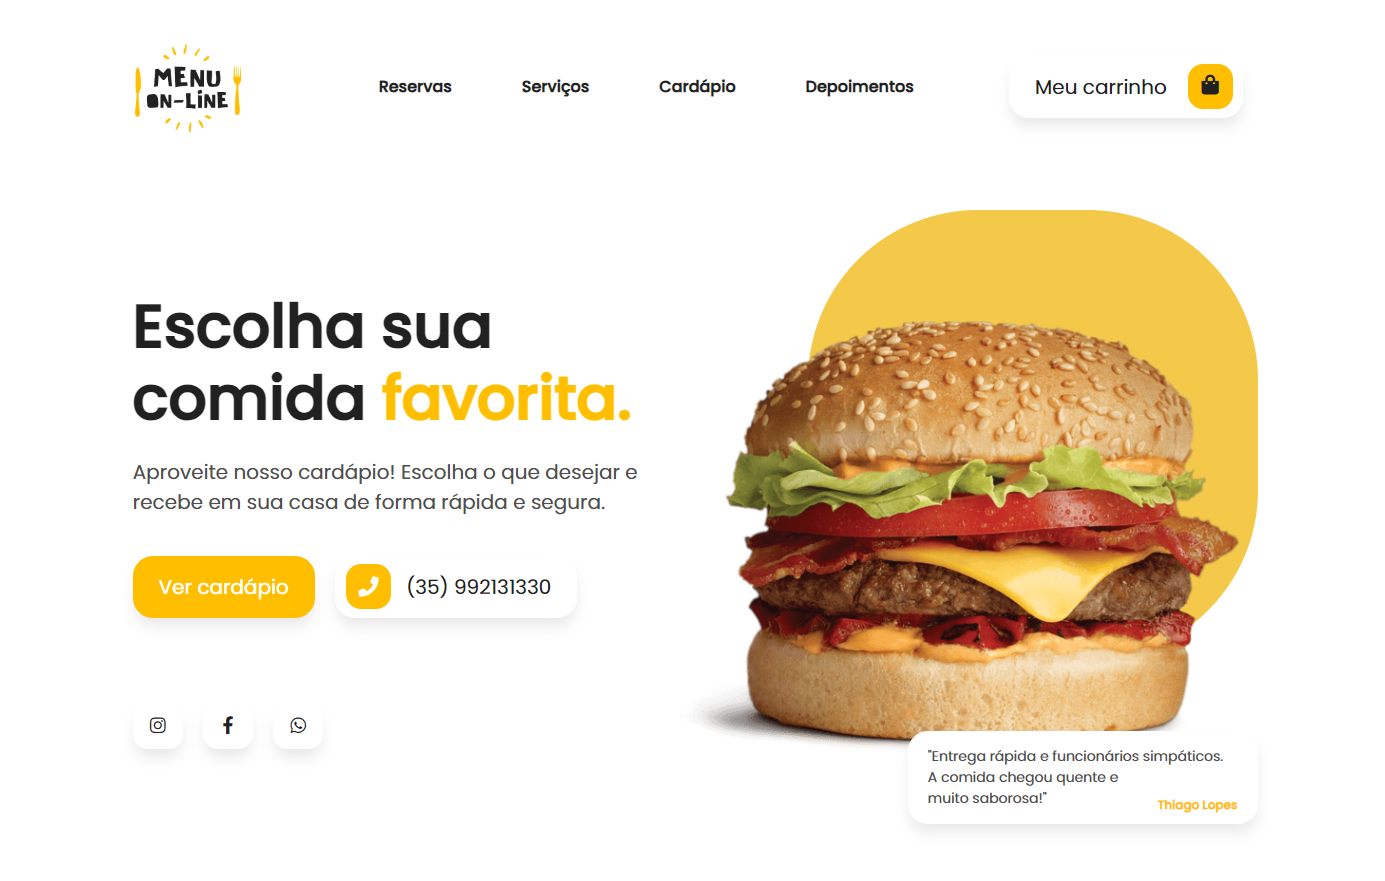 MENU
ON-LINE
Reservas
Serviços
Cardápio
Depoimentos
Meu carrinho
Escolha sua
comida favorita.
Aproveite nosso cardápio! Escolha o que desejar e
recebe em sua casa de forma rápida e segura.
Ver cardápio
(35) 992131330
"Entrega rápida e funcionários simpáticos.
A comida chegou quente e
muito saborosa!"
Thiago Lopes